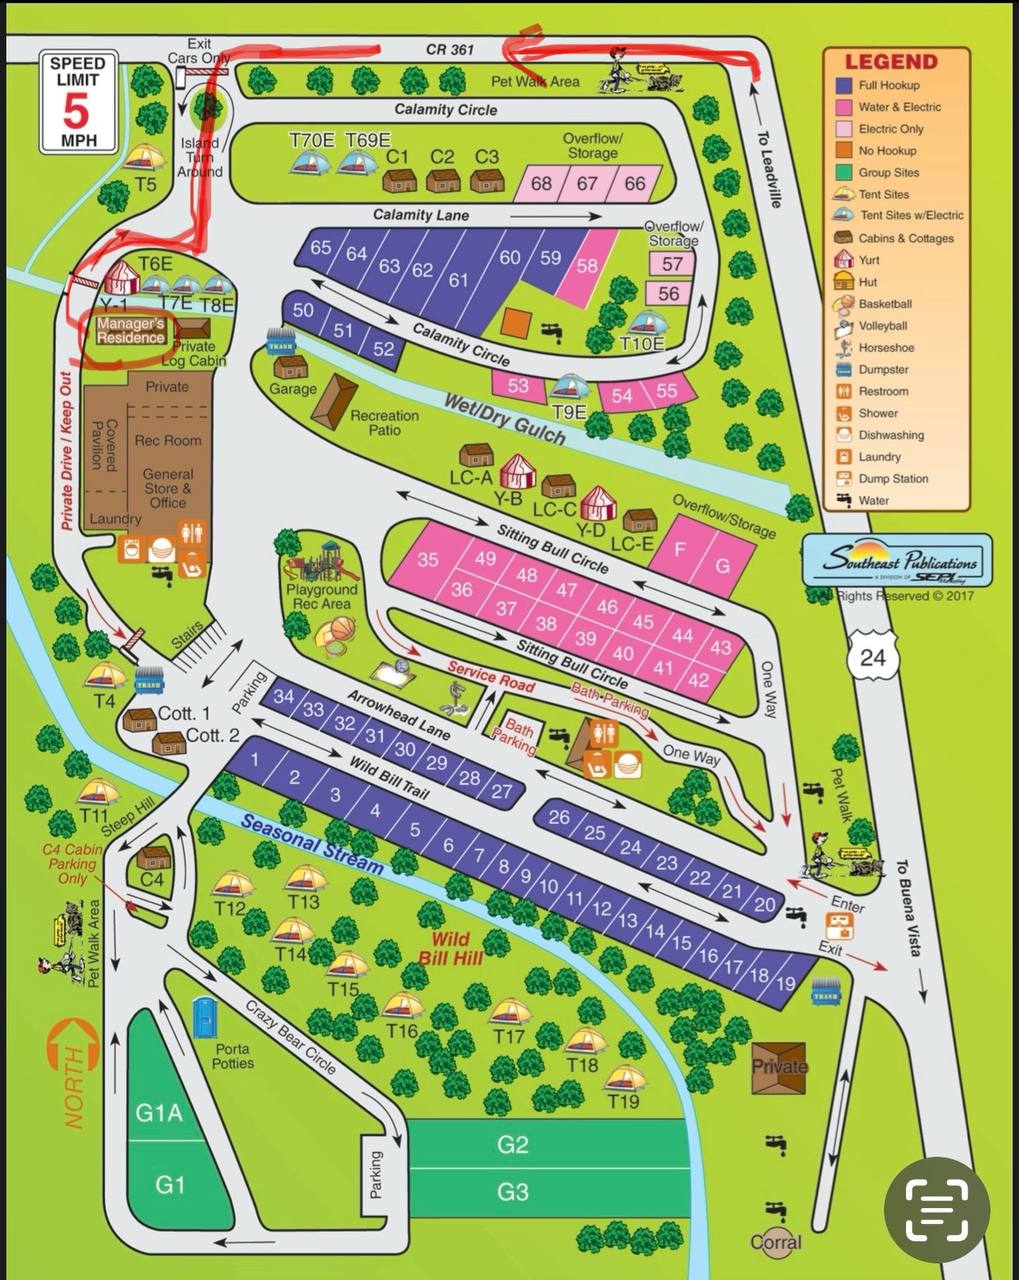 SPEED
LIMIT
5
MPH
Exit
Cars Only
CR 361
Pet Walk Area
Calamity Circle
To Leadville
Island
Turn
Around
T5
T70E
T69E
C1
C2
C3
Overflow/
Storage
68
67
66
Calamity Lane
Overflow/
Storage
57
56
65
64
63
62
61
60
59
58
T6E
Y-1
T7E
T8E
Manager's
Residence
Private
Log Cabin
50
51
52
Calamity Circle
T10E
TRASH
53
T9E
54
55
Garage
Recreation
Patio
Wet/Dry Gulch
Private Drive / Keep Out
Private
Covered
Pavilion
Rec Room
General
Store &
Office
Laundry
LC-A
Y-B
LC-C
Y-D
LC-E
Overflow/Storage
F
G
Sitting Bull Circle
35
49
48
47
46
45
44
43
36
37
38
39
40
41
42
Sitting Bull Circle
Playground
Rec Area
Service Road
Bath Parking
Bath
Parking
One Way
One Way
Stairs
T4
TRASH
Cott. 1
Cott. 2
Parking
34
33
32
31
30
29
28
27
Arrowhead Lane
Wild Bill Trail
26
25
24
23
22
21
20
1
2
3
4
5
6
7
8
9
10
11
12
13
14
15
16
17
18
19
Pet Walk
Enter
Exit
TRASH
To Buena Vista
T11
Steep Hill
Seasonal Stream
C4 Cabin
Parking
Only
C4
Pet Walk Area
T12
T13
T14
T15
T16
T17
T18
T19
Wild
Bill Hill
Porta
Potties
Crazy Bear Circle
NORTH
G1A
G1
Parking
G2
G3
Private
Corral
LEGEND
Full Hookup
Water & Electric
Electric Only
No Hookup
Group Sites
Tent Sites
Tent Sites w/Electric
Cabins & Cottages
Yurt
Hut
Basketball
Volleyball
Horseshoe
TRASH
Dumpster
Restroom
Shower
Dishwashing
Laundry
Dump Station
Water
Southeast Publications
A DIVISION OF SEPI Marketing
All Rights Reserved © 2017
24